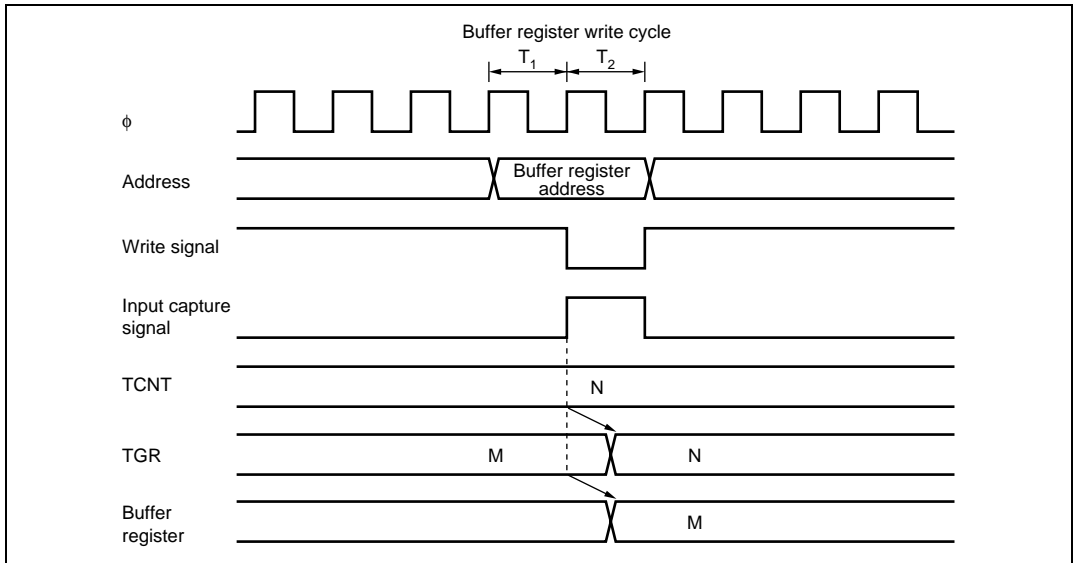 Buffer register write cycle
T1 T2
ϕ
Address
Buffer register
address
Write signal
Input capture
signal
TCNT
N
TGR
M N
Buffer
register
M